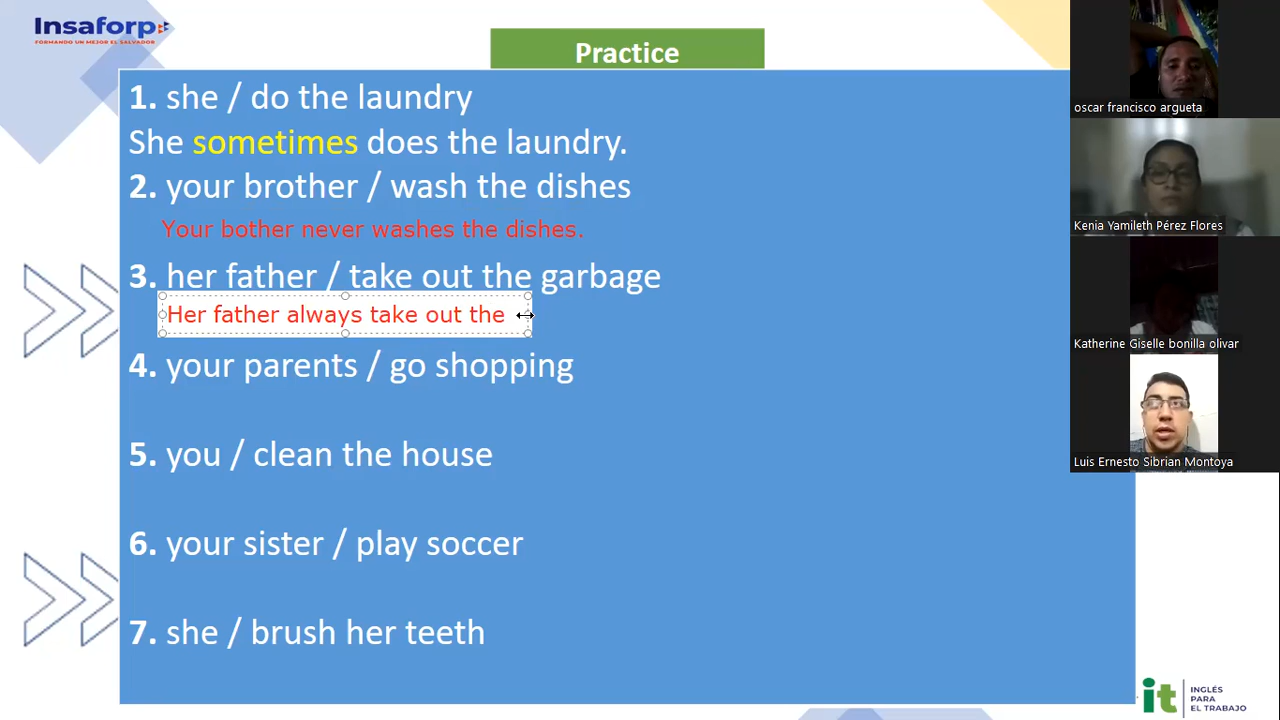 Insaforp
FORMANDO UN MEJOR EL SALVADOR
Practice
1. she / do the laundry
She sometimes does the laundry.
2. your brother / wash the dishes
Your bother never washes the dishes.
3. her father / take out the garbage
Her father always take out the
4. your parents / go shopping
5. you / clean the house
6. your sister / play soccer
7. she / brush her teeth
oscar francisco argueta
Kenia Yamileth Pérez Flores
Katherine Giselle bonilla olivar
Luis Ernesto Sibrian Montoya
it
INGLÉS
PARA
EL TRABAJO